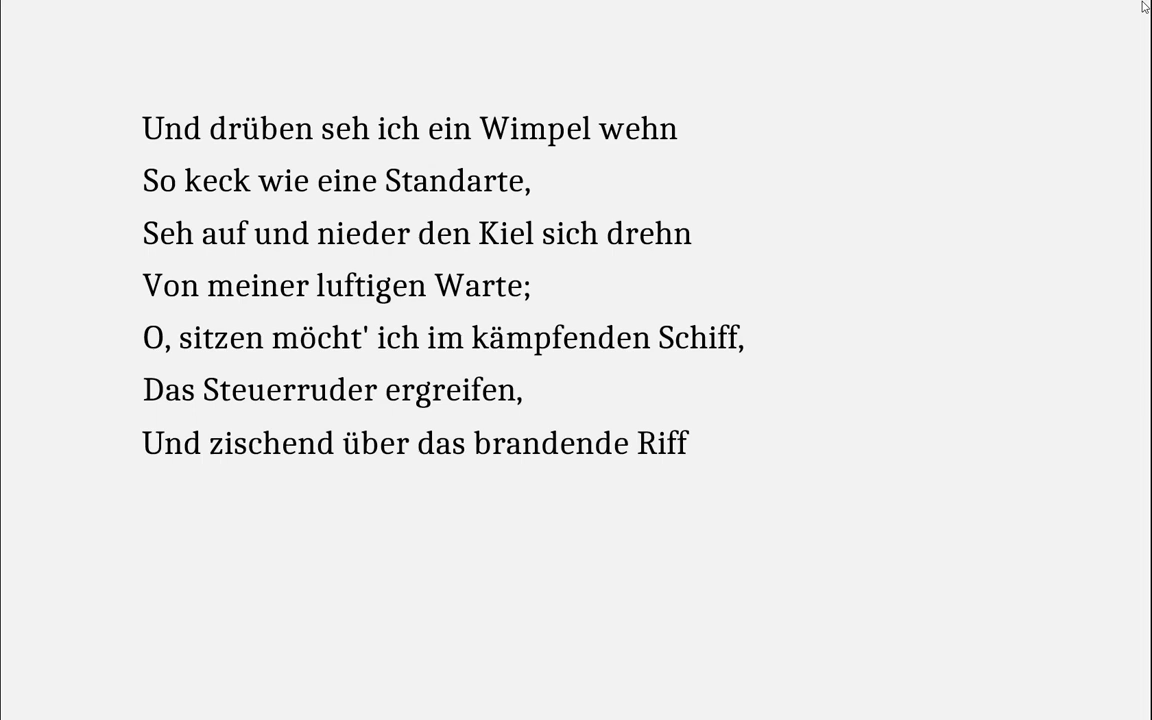 Und drüben seh ich ein Wimpel wehn
So keck wie eine Standarte,
Seh auf und nieder den Kiel sich drehn
Von meiner luftigen Warte;
O, sitzen möcht' ich im kämpfenden Schiff,
Das Steuerruder ergreifen,
Und zischend über das brandende Riff